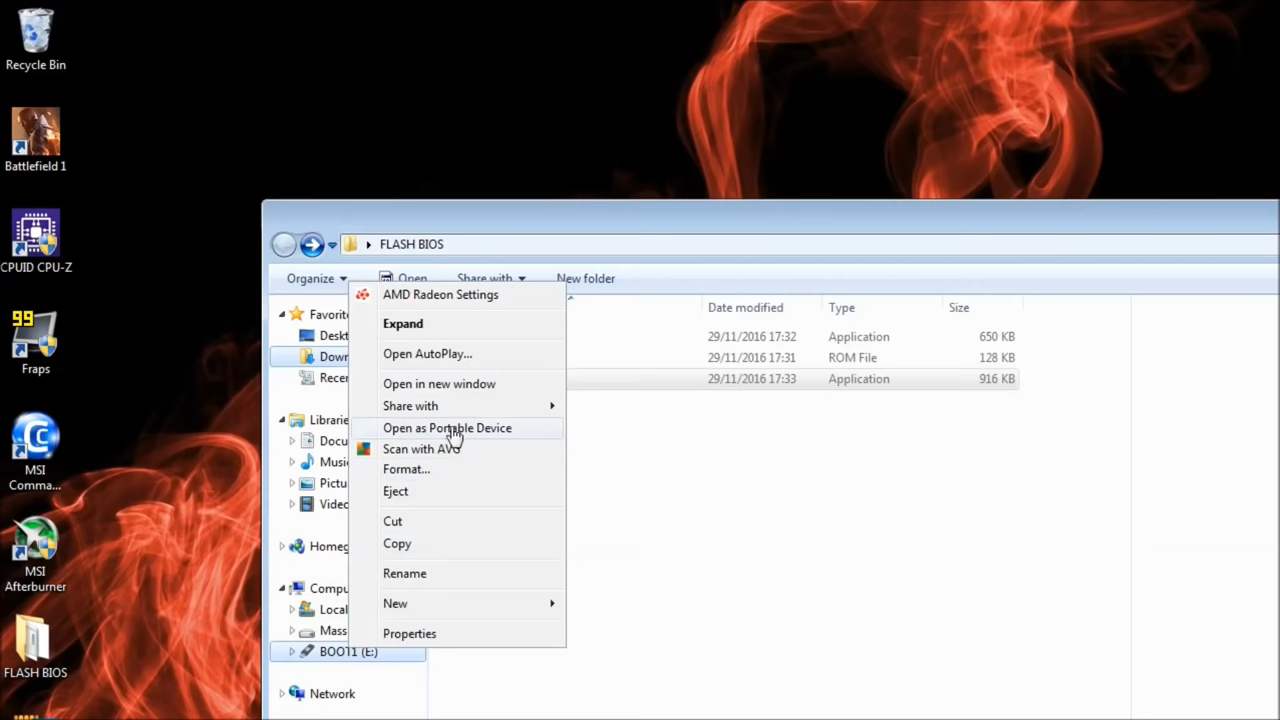 Recycle Bin
Battlefield 1
CPUID CPU-Z
99
Fraps
MSI
Comma...
MSI
Afterburner
FLASH BIOS
FLASH BIOS
Organize
Open
Share with
New folder
Favorit
Deskt
Down
Recen
Librarie
Docu
Music
Pictu
Videc
Homeg
Compu
Local
Mass
BOOT1 (E:)
Network
AMD Radeon Settings
Expand
Open AutoPlay...
Open in new window
Share with
Open as Portable Device
Scan with AVG
Format...
Eject
Cut
Copy
Rename
New
Properties
Date modified Type Size
29/11/2016 17:32 Application 650 KB
29/11/2016 17:31 ROM File 128 KB
29/11/2016 17:33 Application 916 KB